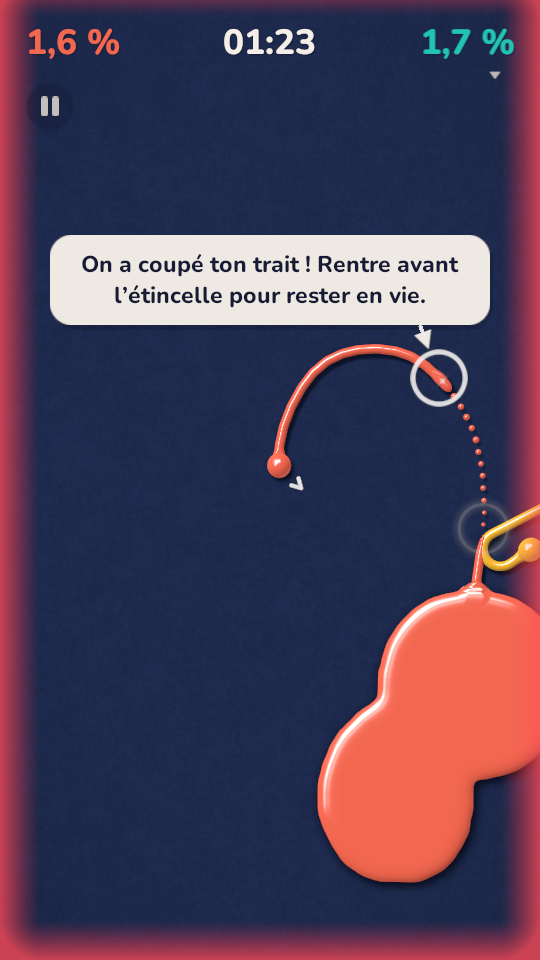 1,6 % 01:23 1,7 %
On a coupé ton trait ! Rentre avant
l’étincelle pour rester en vie.